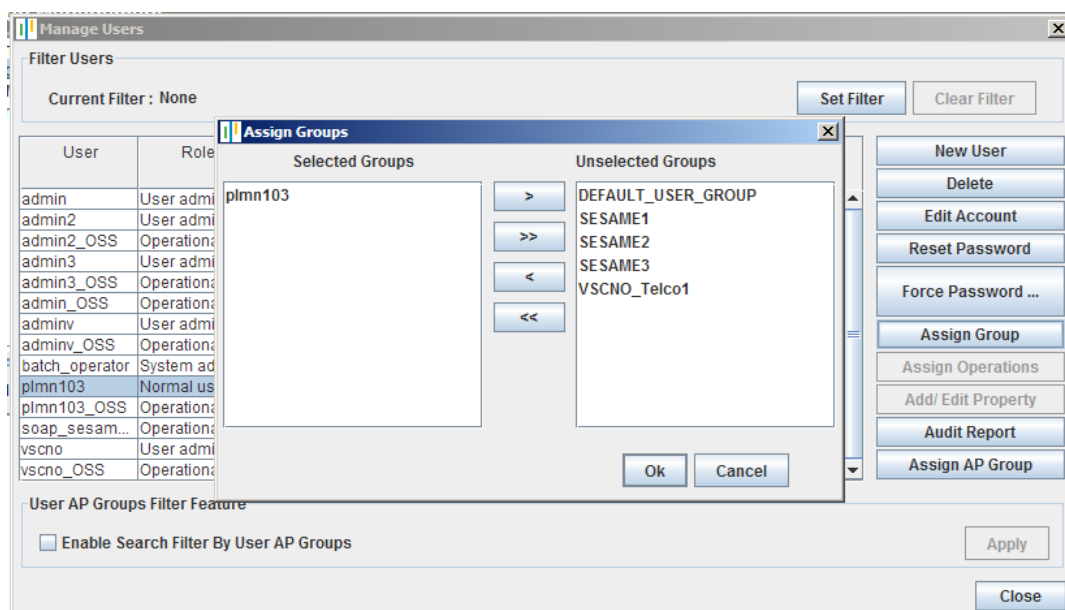 Manage Users
Filter Users
Current Filter : None
Set Filter
Clear Filter
Assign Groups
Selected Groups
Unselected Groups
plmn103
>
>>
<
<<
DEFAULT_USER_GROUP
SESAME1
SESAME2
SESAME3
VSCNO_Telco1
Ok
Cancel
User Role
admin User admi
admin2 User admi
admin2_OSS Operationa
admin3 User admi
admin3_OSS Operationa
admin_OSS Operationa
adminv User admi
adminv_OSS Operationa
batch_operator System ad
plmn103 Normal us
plmn103_OSS Operationa
soap_sesam... Operationa
vscno User admi
vscno_OSS Operationa
New User
Delete
Edit Account
Reset Password
Force Password ...
Assign Group
Assign Operations
Add/ Edit Property
Audit Report
Assign AP Group
User AP Groups Filter Feature
Enable Search Filter By User AP Groups
Apply
Close